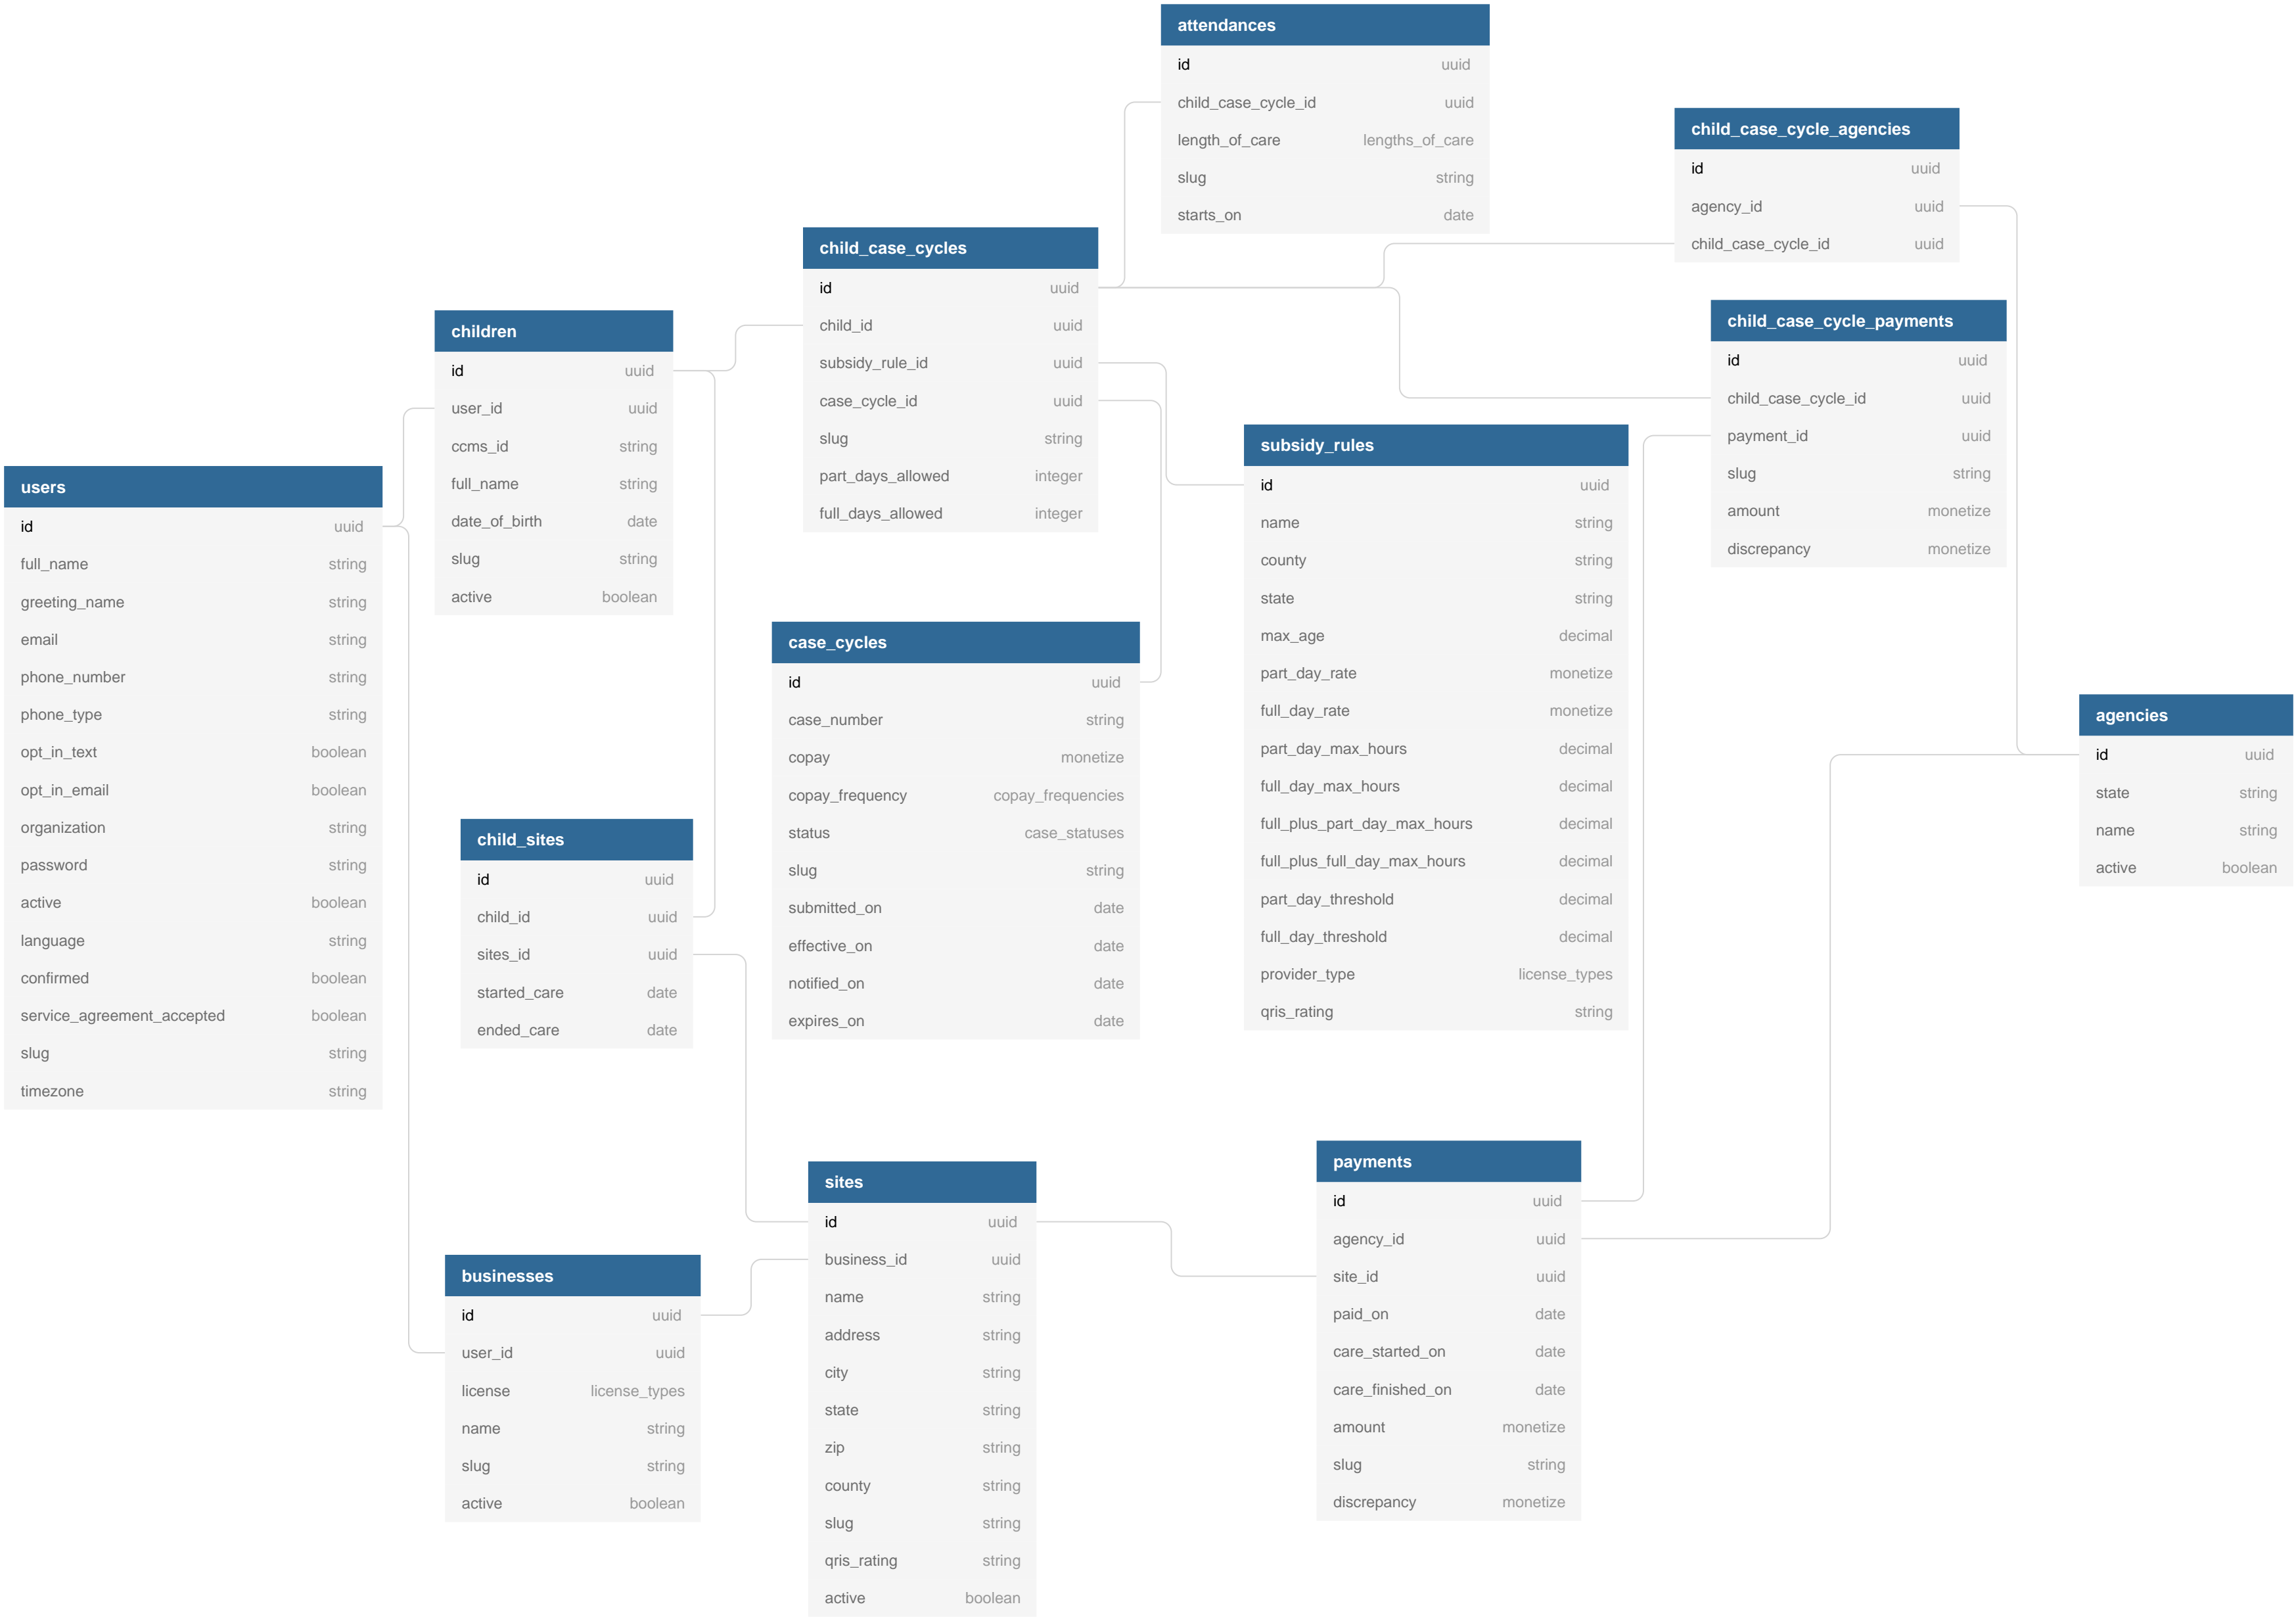 attendances
id uuid
child_case_cycle_id uuid
length_of_care lengths_of_care
slug string
starts_on date
child_case_cycle_agencies
id uuid
agency_id uuid
child_case_cycle_id uuid
child_case_cycles
id uuid
child_id uuid
subsidy_rule_id uuid
case_cycle_id uuid
slug string
part_days_allowed integer
full_days_allowed integer
child_case_cycle_payments
id uuid
child_case_cycle_id uuid
payment_id uuid
slug string
amount monetize
discrepancy monetize
children
id uuid
user_id uuid
ccms_id string
full_name string
date_of_birth date
slug string
active boolean
subsidy_rules
id uuid
name string
county string
state string
max_age decimal
part_day_rate monetize
full_day_rate monetize
part_day_max_hours decimal
full_day_max_hours decimal
full_plus_part_day_max_hours decimal
full_plus_full_day_max_hours decimal
part_day_threshold decimal
full_day_threshold decimal
provider_type license_types
qris_rating string
users
id uuid
full_name string
greeting_name string
email string
phone_number string
phone_type string
opt_in_text boolean
opt_in_email boolean
organization string
password string
active boolean
language string
confirmed boolean
service_agreement_accepted boolean
slug string
timezone string
case_cycles
id uuid
case_number string
copay monetize
copay_frequency copay_frequencies
status case_statuses
slug string
submitted_on date
effective_on date
notified_on date
expires_on date
agencies
id uuid
state string
name string
active boolean
child_sites
id uuid
child_id uuid
sites_id uuid
started_care date
ended_care date
payments
id uuid
agency_id uuid
site_id uuid
paid_on date
care_started_on date
care_finished_on date
amount monetize
slug string
discrepancy monetize
sites
id uuid
business_id uuid
name string
address string
city string
state string
zip string
county string
slug string
qris_rating string
active boolean
businesses
id uuid
user_id uuid
license license_types
name string
slug string
active boolean